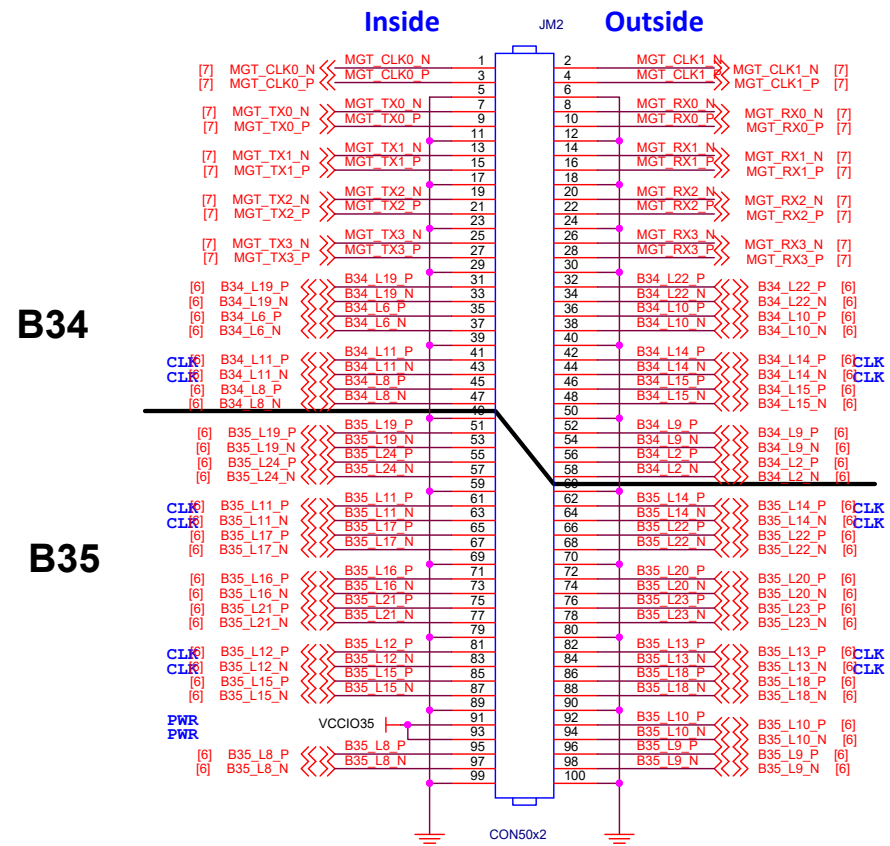 Inside JM2 Outside
[7] MGT_CLK0_N MGT_CLK0_N 1 2 MGT_CLK1_N MGT_CLK1_N [7]
[7] MGT_CLK0_P MGT_CLK0_P 3 4 MGT_CLK1_P MGT_CLK1_P [7]
5 6
[7] MGT_TX0_N MGT_TX0_N 7 8 MGT_RX0_N MGT_RX0_N [7]
[7] MGT_TX0_P MGT_TX0_P 9 10 MGT_RX0_P MGT_RX0_P [7]
11 12
[7] MGT_TX1_N MGT_TX1_N 13 14 MGT_RX1_N MGT_RX1_N [7]
[7] MGT_TX1_P MGT_TX1_P 15 16 MGT_RX1_P MGT_RX1_P [7]
17 18
[7] MGT_TX2_N MGT_TX2_N 19 20 MGT_RX2_N MGT_RX2_N [7]
[7] MGT_TX2_P MGT_TX2_P 21 22 MGT_RX2_P MGT_RX2_P [7]
23 24
[7] MGT_TX3_N MGT_TX3_N 25 26 MGT_RX3_N MGT_RX3_N [7]
[7] MGT_TX3_P MGT_TX3_P 27 28 MGT_RX3_P MGT_RX3_P [7]
29 30
[6] B34_L19_P B34_L19_P 31 32 B34_L22_P B34_L22_P [6]
[6] B34_L19_N B34_L19_N 33 34 B34_L22_N B34_L22_N [6]
B34
[6] B34_L6_P B34_L6_P 35 36 B34_L10_P B34_L10_P [6]
[6] B34_L6_N B34_L6_N 37 38 B34_L10_N B34_L10_N [6]
39 40
CLK [6] B34_L11_P B34_L11_P 41 42 B34_L14_P B34_L14_P [6] CLK
CLK [6] B34_L11_N B34_L11_N 43 44 B34_L14_N B34_L14_N [6] CLK
[6] B34_L8_P B34_L8_P 45 46 B34_L15_P B34_L15_P [6]
[6] B34_L8_N B34_L8_N 47 48 B34_L15_N B34_L15_N [6]
49 50
[6] B35_L19_P B35_L19_P 51 52 B34_L9_P B34_L9_P [6]
[6] B35_L19_N B35_L19_N 53 54 B34_L9_N B34_L9_N [6]
[6] B35_L24_P B35_L24_P 55 56 B34_L2_P B34_L2_P [6]
[6] B35_L24_N B35_L24_N 57 58 B34_L2_N B34_L2_N [6]
59 60
CLK [6] B35_L11_P B35_L11_P 61 62 B35_L14_P B35_L14_P [6] CLK
CLK [6] B35_L11_N B35_L11_N 63 64 B35_L14_N B35_L14_N [6] CLK
[6] B35_L17_P B35_L17_P 65 66 B35_L22_P B35_L22_P [6]
[6] B35_L17_N B35_L17_N 67 68 B35_L22_N B35_L22_N [6]
B35
69 70
[6] B35_L16_P B35_L16_P 71 72 B35_L20_P B35_L20_P [6]
[6] B35_L16_N B35_L16_N 73 74 B35_L20_N B35_L20_N [6]
[6] B35_L21_P B35_L21_P 75 76 B35_L23_P B35_L23_P [6]
[6] B35_L21_N B35_L21_N 77 78 B35_L23_N B35_L23_N [6]
79 80
CLK [6] B35_L12_P B35_L12_P 81 82 B35_L13_P B35_L13_P [6] CLK
CLK [6] B35_L12_N B35_L12_N 83 84 B35_L13_N B35_L13_N [6] CLK
[6] B35_L15_P B35_L15_P 85 86 B35_L18_P B35_L18_P [6]
[6] B35_L15_N B35_L15_N 87 88 B35_L18_N B35_L18_N [6]
89 90
PWR VCCIO35 91 92 B35_L10_P B35_L10_P [6]
PWR 93 94 B35_L10_N B35_L10_N [6]
[6] B35_L8_P B35_L8_P 95 96 B35_L9_P B35_L9_P [6]
[6] B35_L8_N B35_L8_N 97 98 B35_L9_N B35_L9_N [6]
99 100
CON50x2